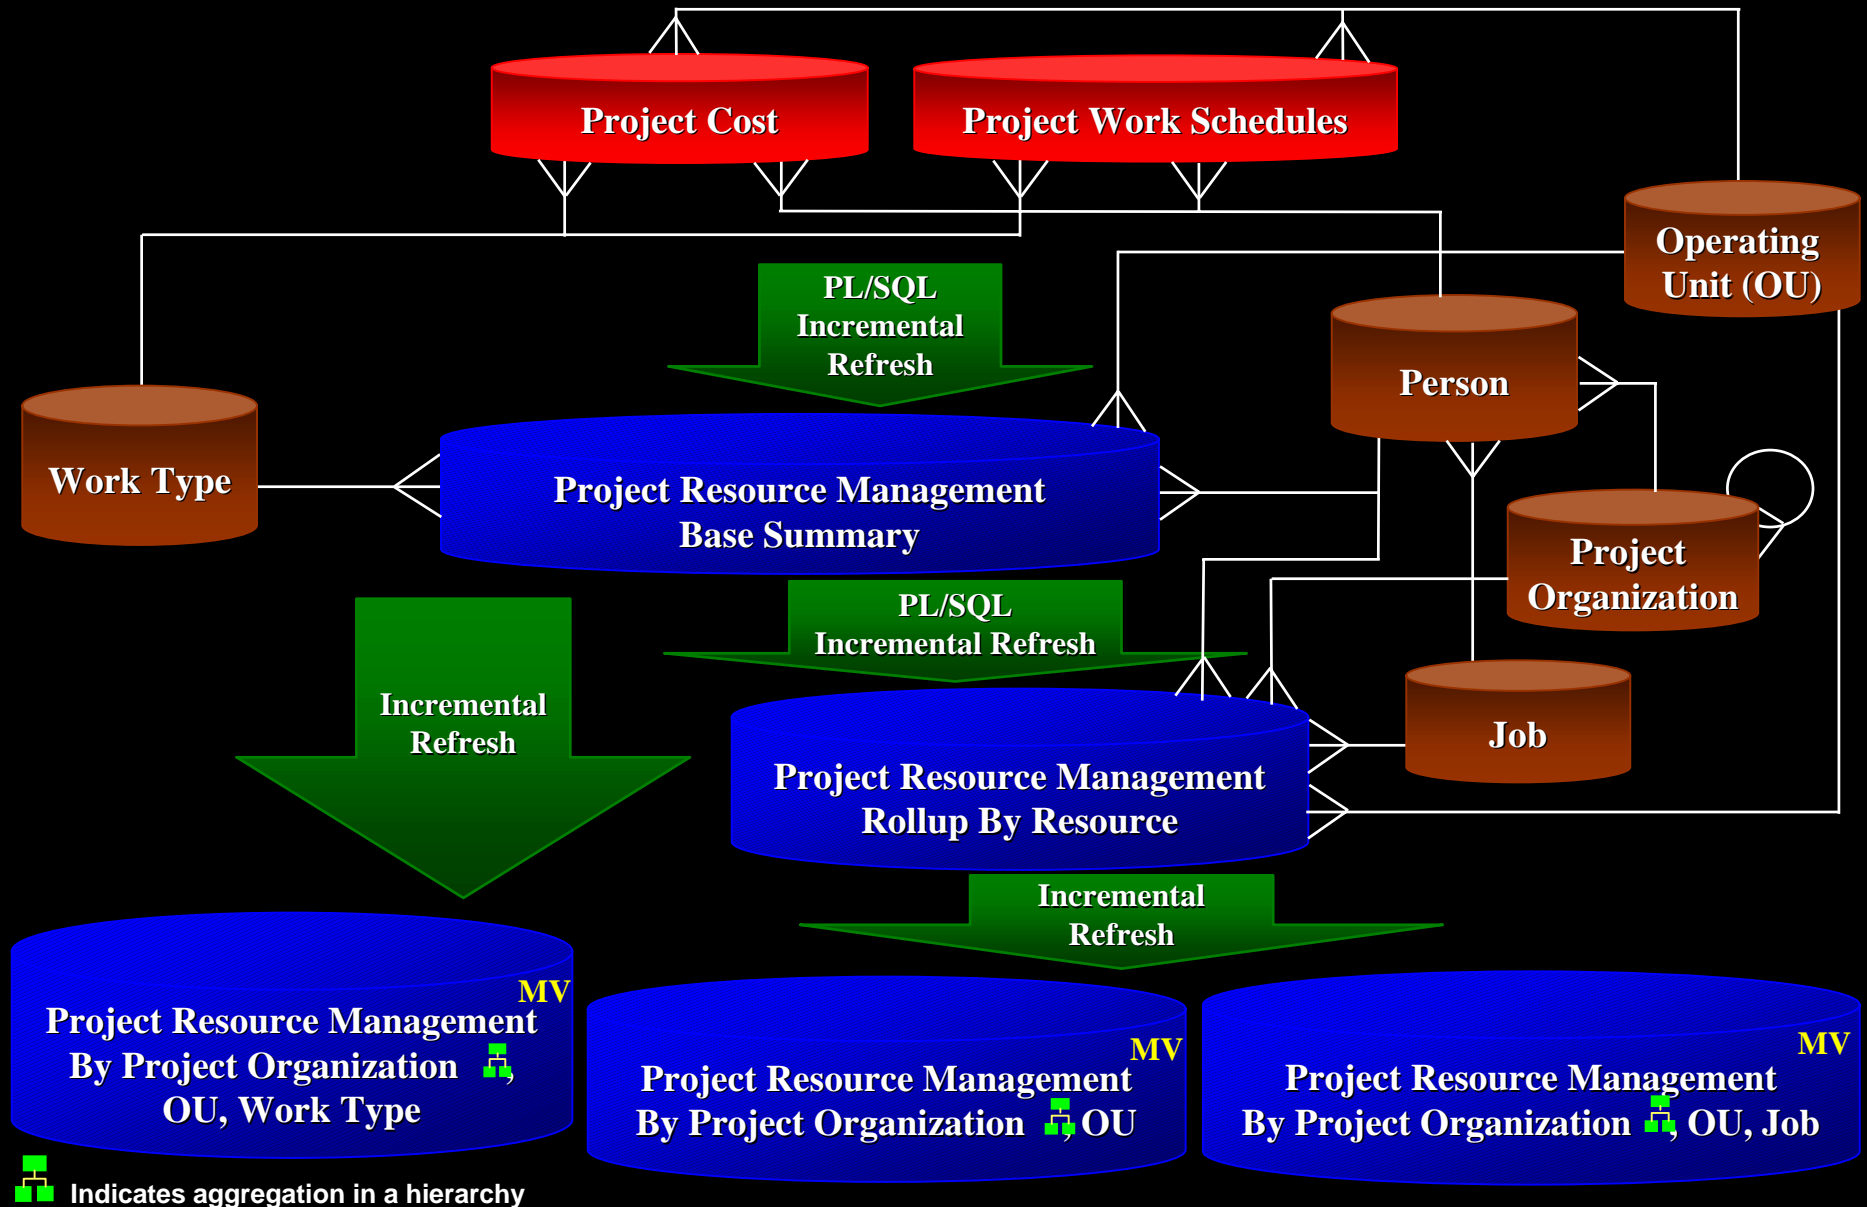 Project Cost
Project Work Schedules
Operating
Unit (OU)
PL/SQL
Incremental
Refresh
Person
Work Type
Project Resource Management
Base Summary
Project
Organization
PL/SQL
Incremental Refresh
Incremental
Refresh
Job
Project Resource Management
Rollup By Resource
Incremental
Refresh
MV
Project Resource Management
By Project Organization ,
OU, Work Type
MV
Project Resource Management
By Project Organization , OU
MV
Project Resource Management
By Project Organization , OU, Job
Indicates aggregation in a hierarchy